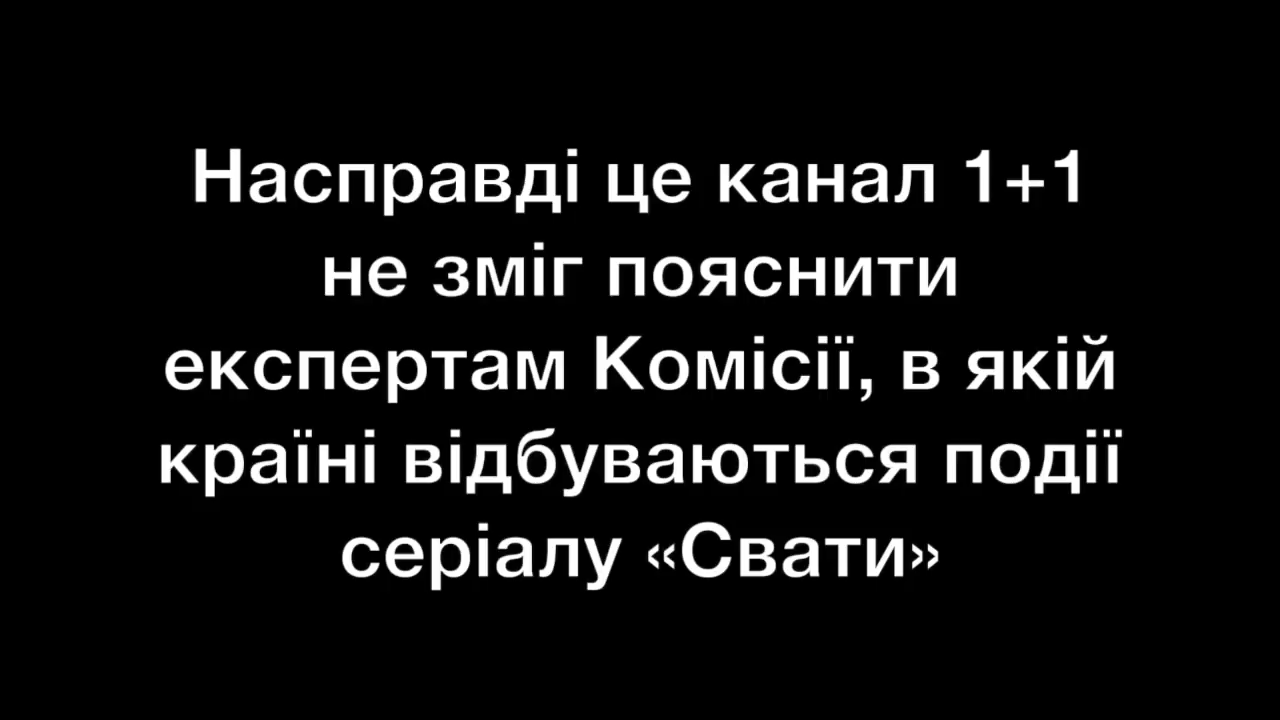 Насправді це канал 1+1
не зміг пояснити
експертам Комісії, в якій
країні відбуваються події
серіалу «Свати»